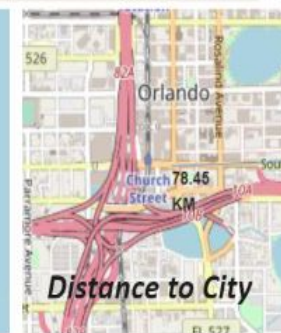 526
82A
Rosalind Avenue
Orlando
Church 78.45
Street KM
Sou
10A
10B
Parramore Avenue
Distance to City
FL 527